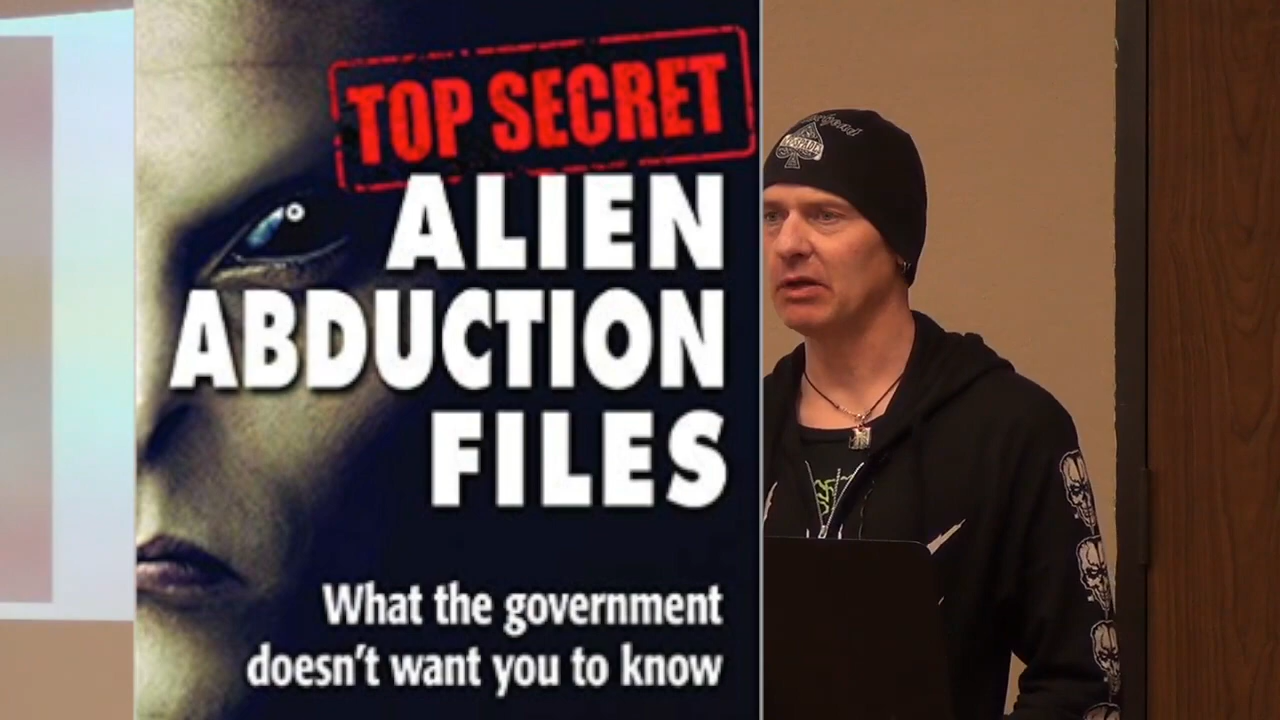 TOP SECRET
ALIEN
ABDUCTION
FILES
What the government
doesn't want you to know